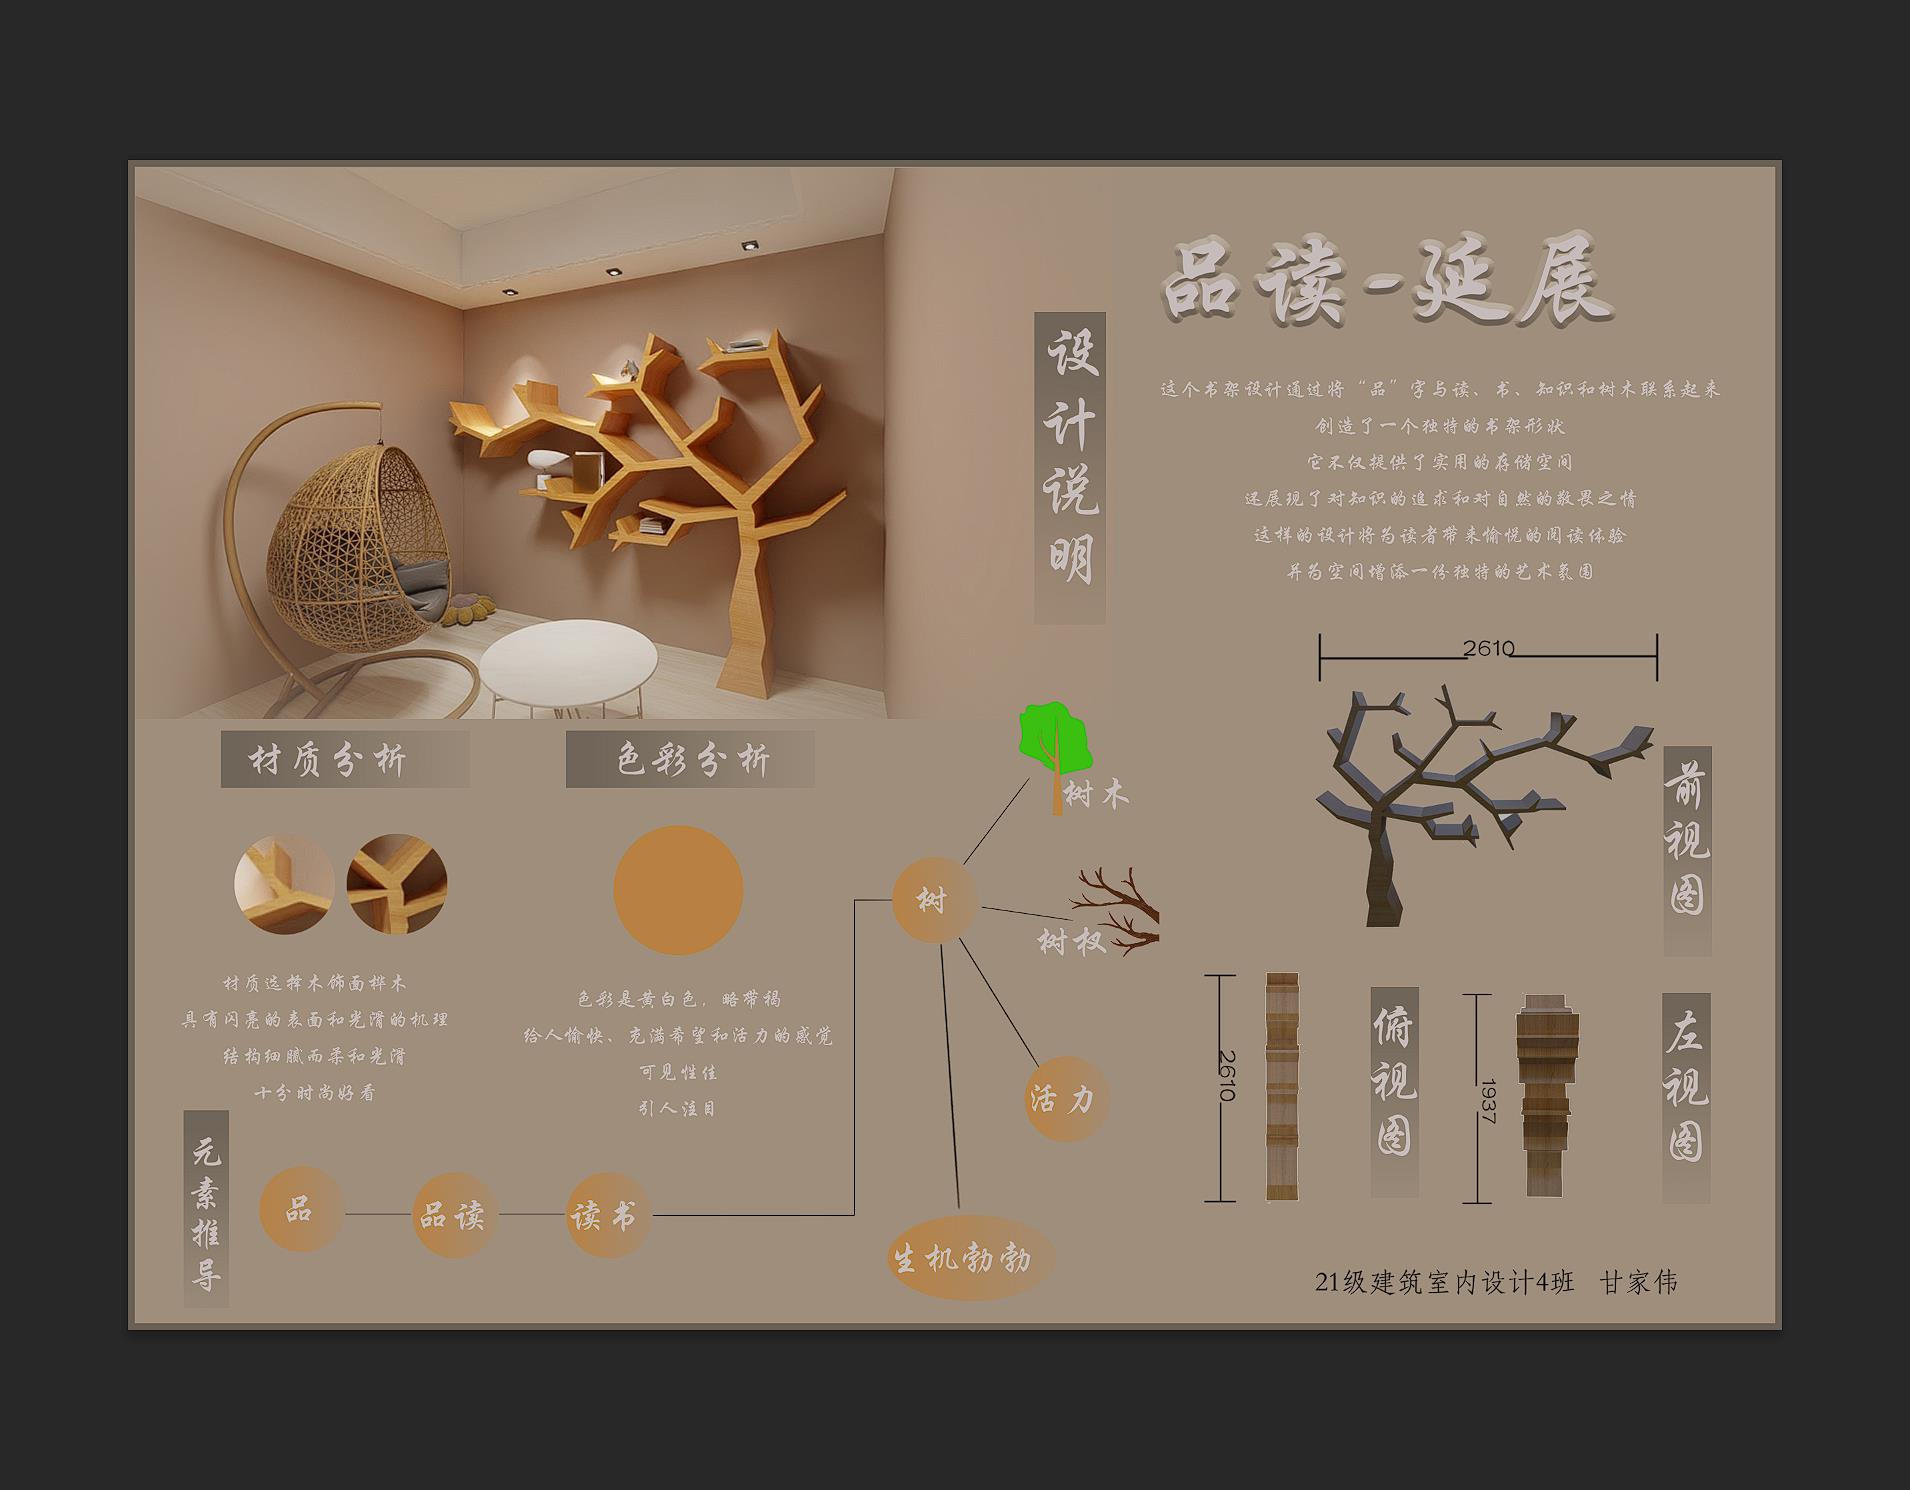 品读-延展
设计说明
这个书架设计通过将“品”字与读、书、知识和树木联系起来
创造了一个独特的书架形状
它不仅提供了实用的存储空间
还展现了对知识的追求和对自然的敬畏之情
这样的设计将为读者带来愉悦的阅读体验
并为空间增添一份独特的艺术氛围
2610
前视图
材质分析
材质选择木饰面桦木
具有闪亮的表面和光滑的机理
结构细腻而柔和光滑
十分时尚好看
色彩分析
色彩是黄白色，略带褐
给人愉快、充满希望和活力的感觉
可见性佳
引人注目
元素推导
品
品读
读书
树
树木
树杈
活力
生机勃勃
2610
俯视图
1937
左视图
21级建筑室内设计4班 甘家伟